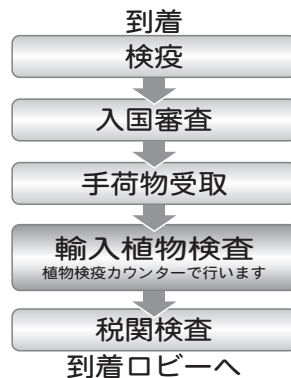 到着
検疫
入国審査
手荷物受取
輸入植物検査
植物検疫カウンターで行います
税関検査
到着ロビーへ